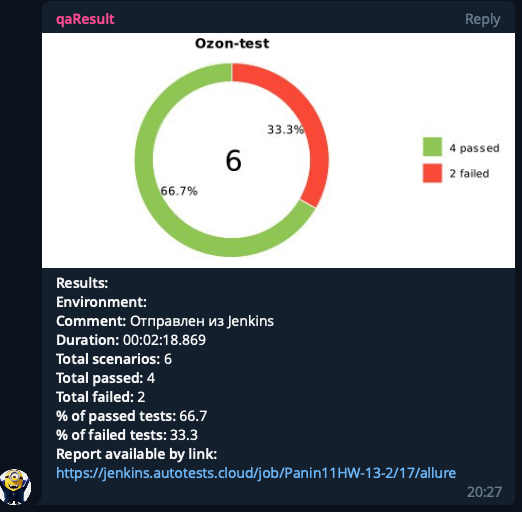 qaResult Reply
Ozon-test
33.3%
6
66.7%
4 passed
2 failed
Results:
Environment:
Comment: Отправлен из Jenkins
Duration: 00:02:18.869
Total scenarios: 6
Total passed: 4
Total failed: 2
% of passed tests: 66.7
% of failed tests: 33.3
Report available by link:
https://jenkins.autotests.cloud/job/Panin11HW-13-2/17/allure
20:27